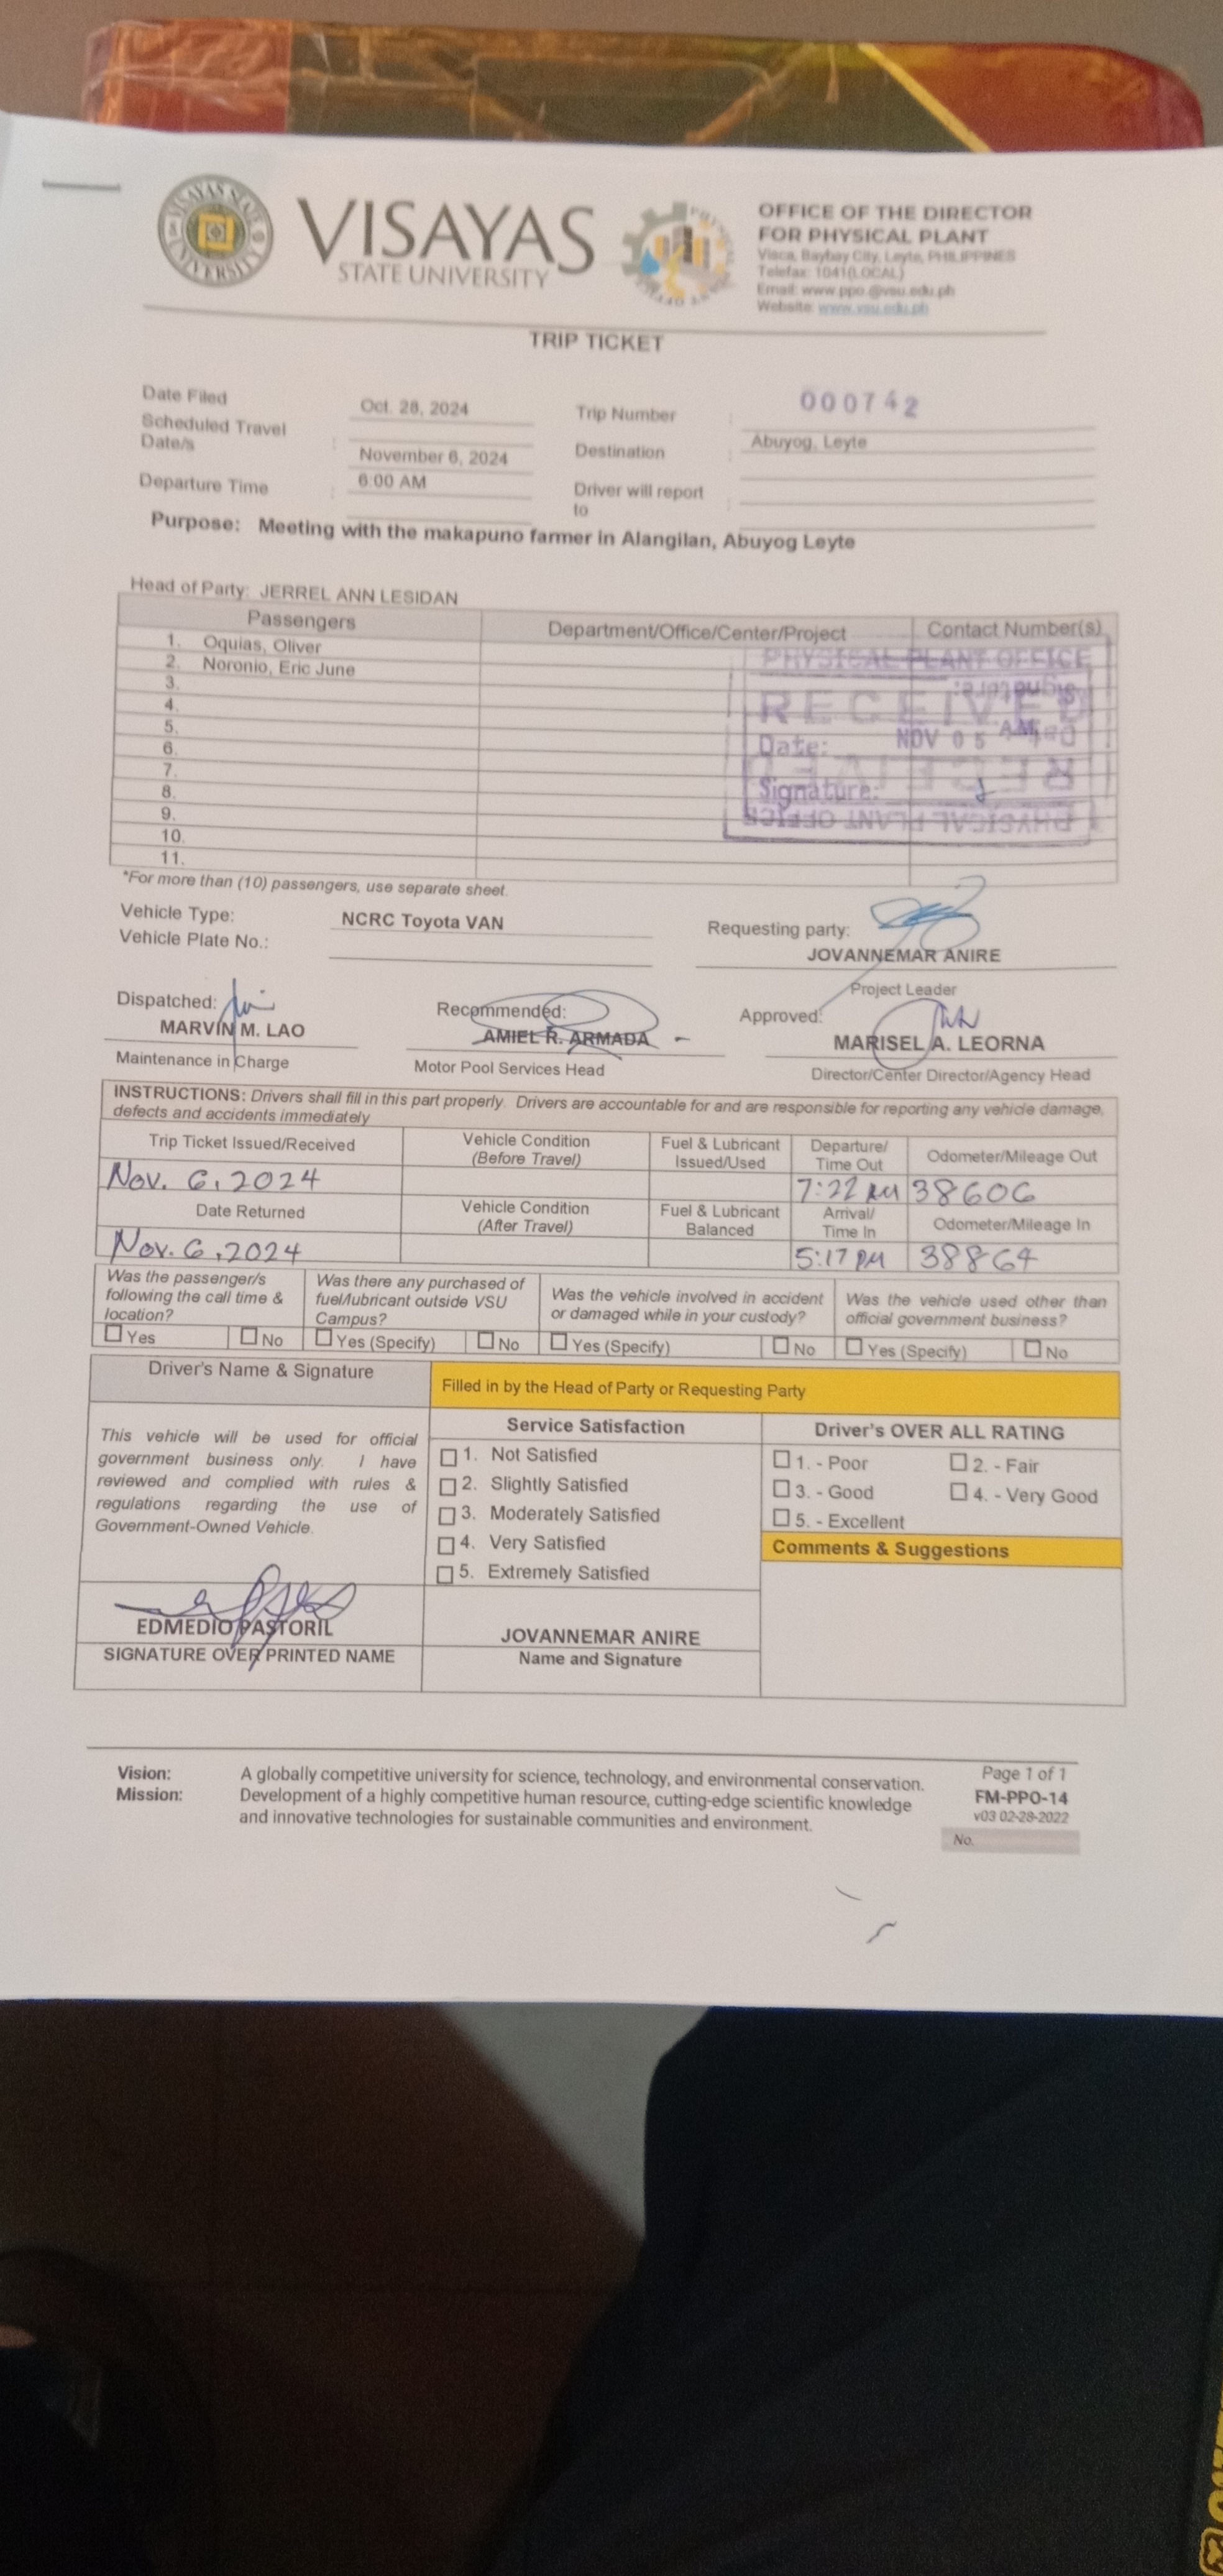 VISAYAS
STATE UNIVERSITY
OFFICE OF THE DIRECTOR
FOR PHYSICAL PLANT
Visca, Baybay City, Leyte, PHILIPPINES
Telefax: 1041(LOCAL)
Email: www.ppo.@vsu.edu.ph
Website: www.vsu.edu.ph
TRIP TICKET
Date Filed Oct. 28, 2024 Trip Number : 000742
Scheduled Travel Date/s : November 6, 2024 Destination : Abuyog, Leyte
Departure Time : 6:00 AM Driver will report to :
Purpose: Meeting with the makapuno farmer in Alangilan, Abuyog Leyte
Head of Party: JERREL ANN LESIDAN
Passengers Department/Office/Center/Project Contact Number(s)
1. Oquias, Oliver
2. Noronio, Eric June
3.
4.
5.
6.
7.
8.
9.
10.
11.
PHYSICAL PLANT OFFICE
RECEIVED
Date: NOV 05 AM
Signature:
*For more than (10) passengers, use separate sheet.
Vehicle Type: NCRC Toyota VAN
Vehicle Plate No.:
Requesting party:
JOVANNEMAR ANIRE
Project Leader
Dispatched: Recommended: Approved:
MARVIN M. LAO AMIEL R. ARMADA MARISEL A. LEORNA
Maintenance in Charge Motor Pool Services Head Director/Center Director/Agency Head
INSTRUCTIONS: Drivers shall fill in this part properly. Drivers are accountable for and are responsible for reporting any vehicle damage,
defects and accidents immediately
Trip Ticket Issued/Received Vehicle Condition (Before Travel) Fuel & Lubricant Issued/Used Departure/ Time Out Odometer/Mileage Out
Nov. 6, 2024 7:22 AM 38606
Date Returned Vehicle Condition (After Travel) Fuel & Lubricant Balanced Arrival/ Time In Odometer/Mileage In
Nov. 6, 2024 5:17 PM 38864
Was the passenger/s following the call time & location? Was there any purchased of fuel/lubricant outside VSU Campus? Was the vehicle involved in accident or damaged while in your custody? Was the vehicle used other than official government business?
Yes No Yes (Specify) No Yes (Specify) No Yes (Specify) No
Driver's Name & Signature Filled in by the Head of Party or Requesting Party
This vehicle will be used for official
government business only. I have
reviewed and complied with rules &
regulations regarding the use of
Government-Owned Vehicle.
Service Satisfaction
1. Not Satisfied
2. Slightly Satisfied
3. Moderately Satisfied
4. Very Satisfied
5. Extremely Satisfied
Driver's OVER ALL RATING
1. - Poor 2. - Fair
3. - Good 4. - Very Good
5. - Excellent
Comments & Suggestions
EDMEDIO PASTORIL JOVANNEMAR ANIRE
SIGNATURE OVER PRINTED NAME Name and Signature
Vision: A globally competitive university for science, technology, and environmental conservation.
Mission: Development of a highly competitive human resource, cutting-edge scientific knowledge
and innovative technologies for sustainable communities and environment.
Page 1 of 1
FM-PPO-14
v03 02-28-2022
No.